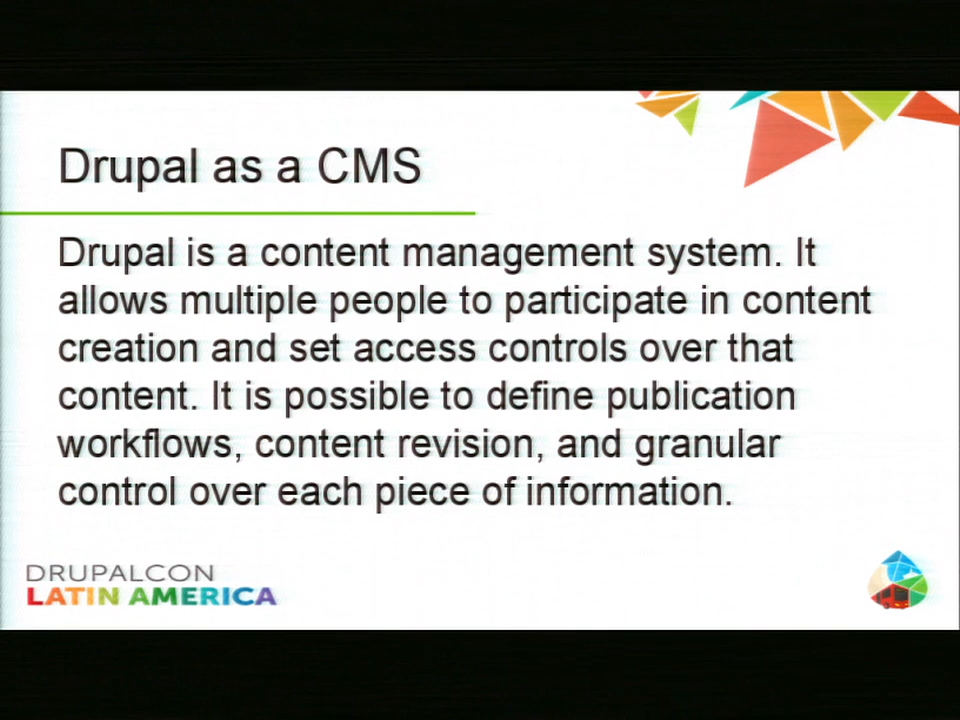 Drupal as a CMS
Drupal is a content management system. It
allows multiple people to participate in content
creation and set access controls over that
content. It is possible to define publication
workflows, content revision, and granular
control over each piece of information.
DRUPALCON
LATIN AMERICA